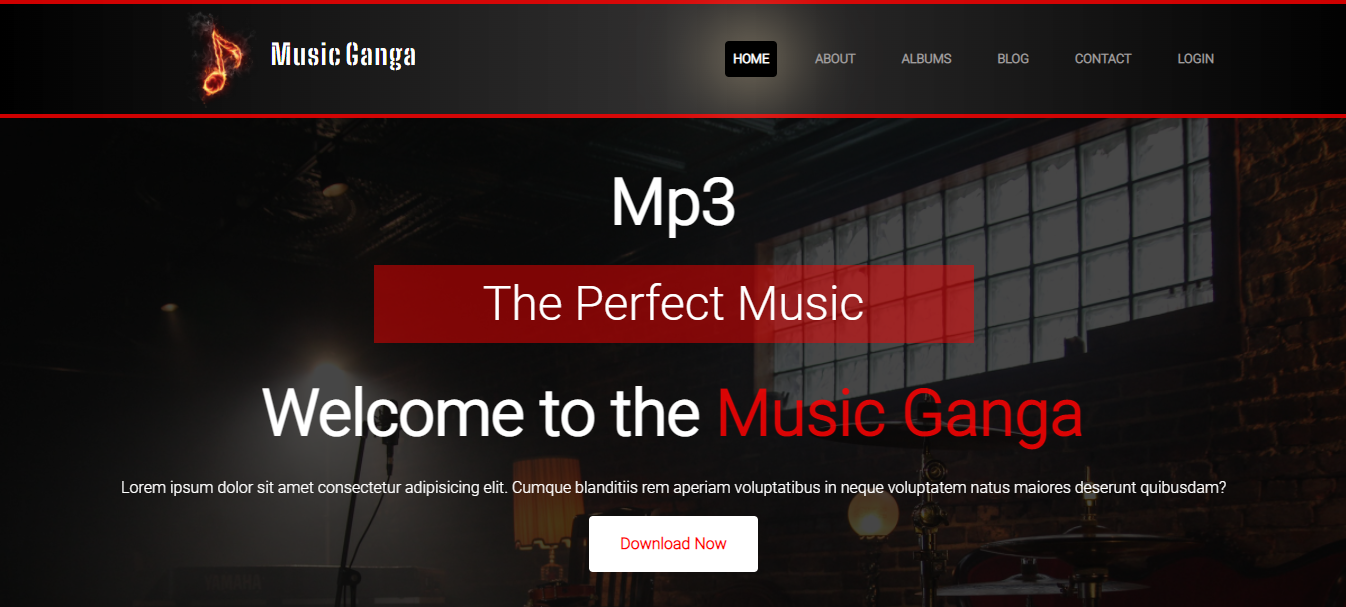 Music Ganga
HOME ABOUT ALBUMS BLOG CONTACT LOGIN
Mp3
The Perfect Music
Welcome to the Music Ganga
Lorem ipsum dolor sit amet consectetur adipisicing elit. Cumque blanditiis rem aperiam voluptatibus in neque voluptatem natus maiores deserunt quibusdam?
Download Now
YAMAHA